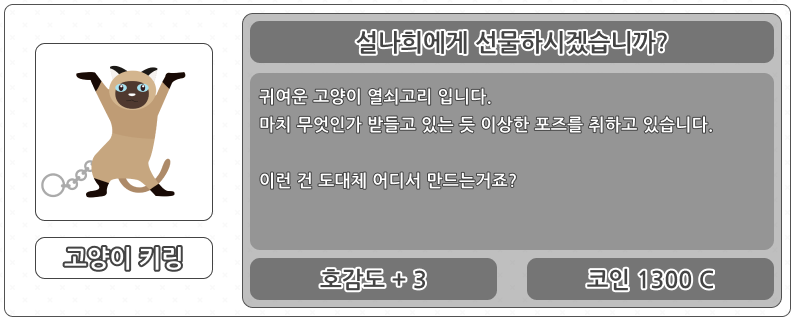 설나희에게 선물하시겠습니까?
귀여운 고양이 열쇠고리 입니다.
마치 무엇인가 받들고 있는 듯 이상한 포즈를 취하고 있습니다.
이런 건 도대체 어디서 만드는거죠?
고양이 키링
호감도 + 3
코인 1300 C